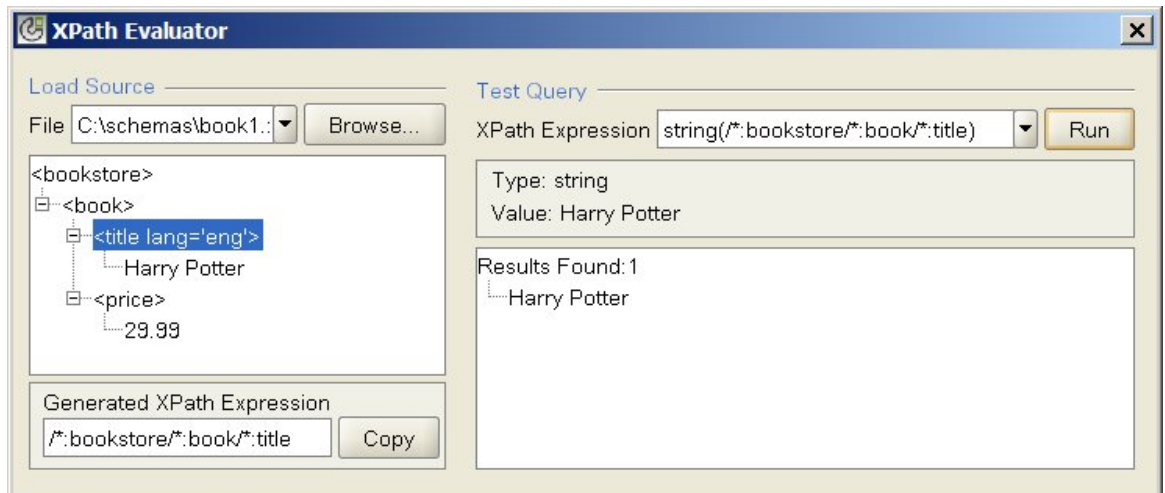 XPath Evaluator
Load Source
File C:\schemas\book1.: Browse...
<bookstore>
<book>
<title lang='eng'>
Harry Potter
<price>
29.99
Generated XPath Expression
/*:bookstore/*:book/*:title Copy
Test Query
XPath Expression string(/*:bookstore/*:book/*:title) Run
Type: string
Value: Harry Potter
Results Found:1
Harry Potter